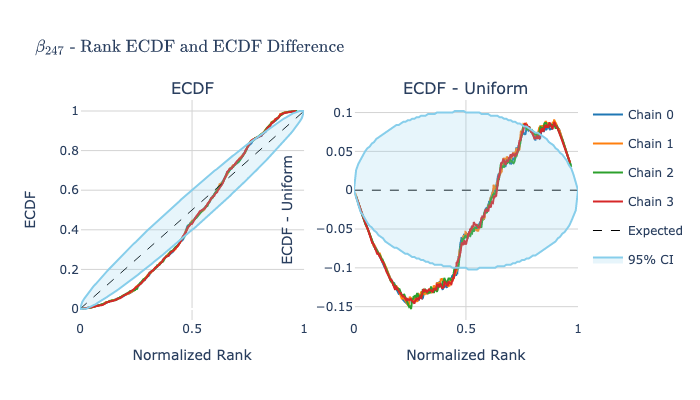 β247 - Rank ECDF and ECDF Difference
ECDF
ECDF - Uniform
ECDF
1
0.8
0.6
0.4
0.2
0
0
0.5
1
Normalized Rank
ECDF - Uniform
0.1
0.05
0
−0.05
−0.1
−0.15
0
0.5
1
Normalized Rank
Chain 0
Chain 1
Chain 2
Chain 3
Expected
95% CI